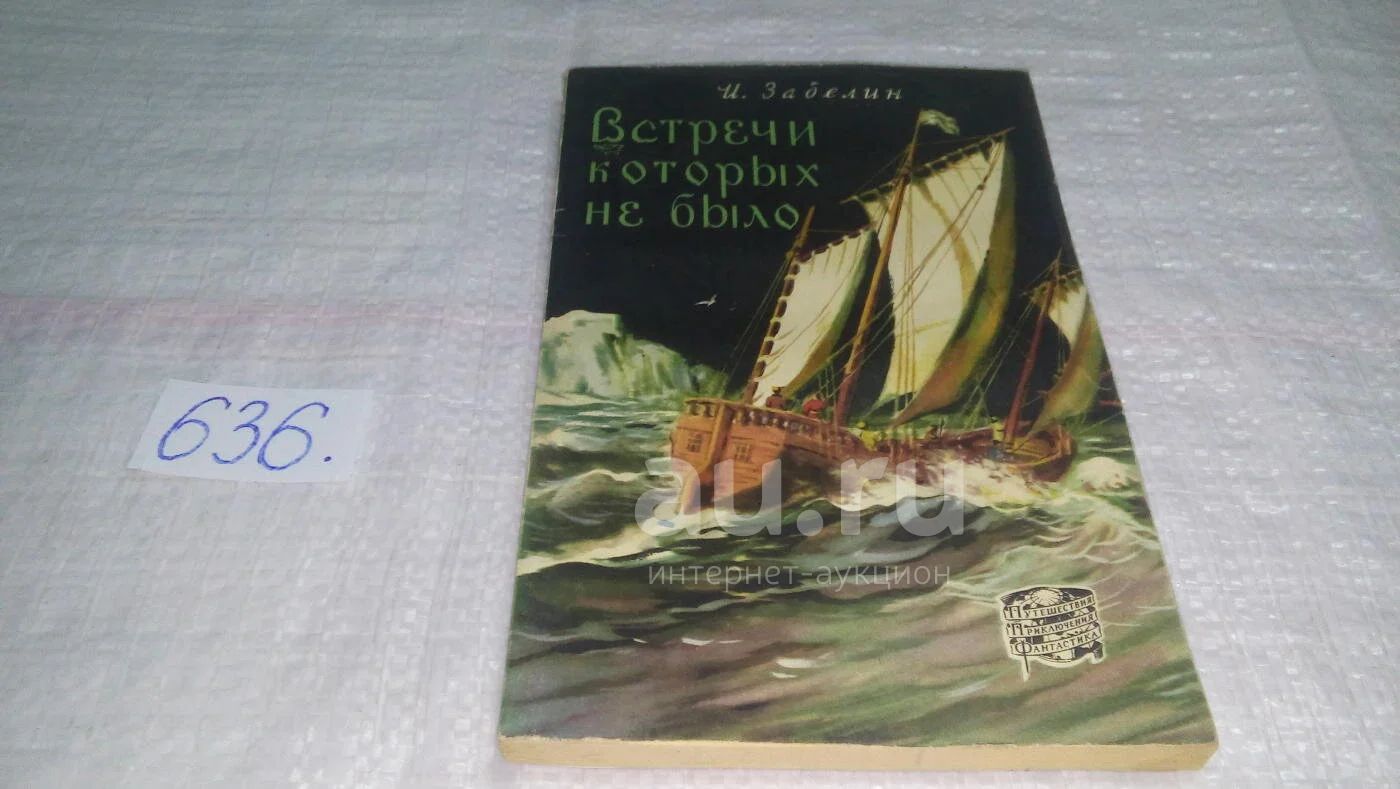 И. Забелин
Встречи
которых
не было
636.
au.ru
интернет-аукцион
Путешествия
Приключения
Фантастика